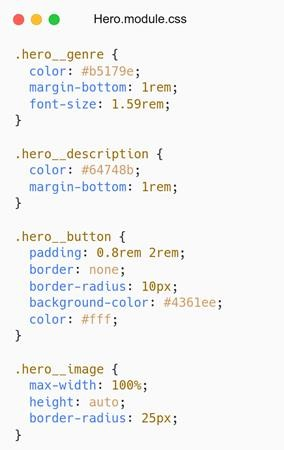 Hero.module.css
.hero__genre {
  color: #b5179e;
  margin-bottom: 1rem;
  font-size: 1.59rem;
}
.hero__description {
  color: #64748b;
  margin-bottom: 1rem;
}
.hero__button {
  padding: 0.8rem 2rem;
  border: none;
  border-radius: 10px;
  background-color: #4361ee;
  color: #fff;
}
.hero__image {
  max-width: 100%;
  height: auto;
  border-radius: 25px;
}